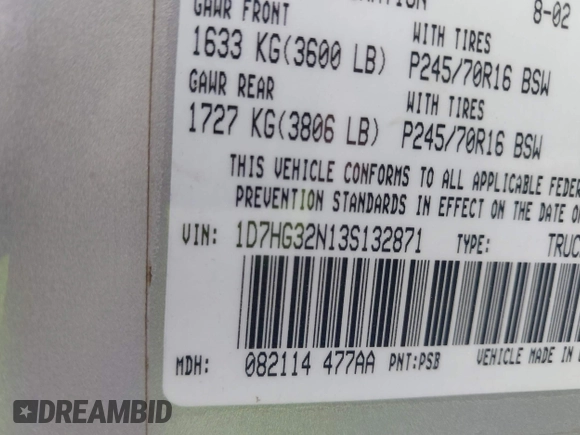 8-02
GAWR FRONT WITH TIRES
1633 KG(3600 LB) P245/70R16 BSW
GAWR REAR WITH TIRES
1727 KG(3806 LB) P245/70R16 BSW
THIS VEHICLE CONFORMS TO ALL APPLICABLE FEDER
PREVENTION STANDARDS IN EFFECT ON THE DATE O
VIN: 1D7HG32N13S132871 TYPE: TRUC
MDH: 082114 477AA PNT:PSB VEHICLE MADE IN
DREAMBID